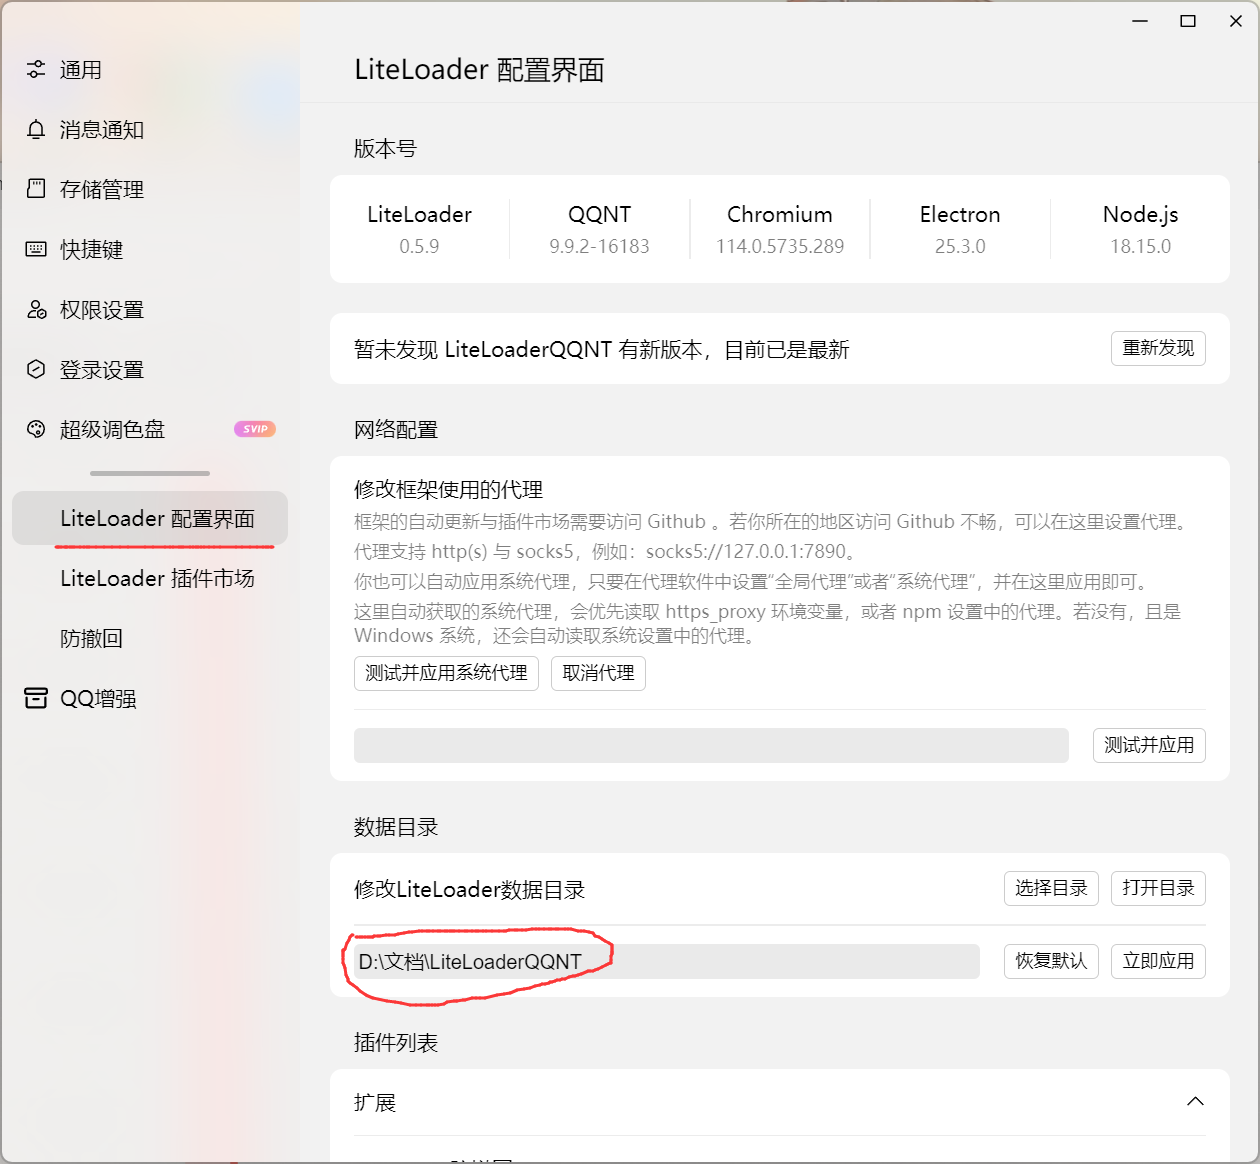 通用
消息通知
存储管理
快捷键
权限设置
登录设置
超级调色盘 SVIP
LiteLoader 配置界面
LiteLoader 插件市场
防撤回
QQ增强
LiteLoader 配置界面
版本号
LiteLoader QQNT Chromium Electron Node.js
0.5.9 9.9.2-16183 114.0.5735.289 25.3.0 18.15.0
暂未发现 LiteLoaderQQNT 有新版本，目前已是最新 重新发现
网络配置
修改框架使用的代理
框架的自动更新与插件市场需要访问 Github 。若你所在的地区访问 Github 不畅，可以在这里设置代理。
代理支持 http(s) 与 socks5，例如：socks5://127.0.0.1:7890。
你也可以自动应用系统代理，只要在代理软件中设置“全局代理”或者“系统代理”，并在这里应用即可。
这里自动获取的系统代理，会优先读取 https_proxy 环境变量，或者 npm 设置中的代理。若没有，且是
Windows 系统，还会自动读取系统设置中的代理。
测试并应用系统代理 取消代理
测试并应用
数据目录
修改LiteLoader数据目录 选择目录 打开目录
D:\文档\LiteLoaderQQNT 恢复默认 立即应用
插件列表
扩展